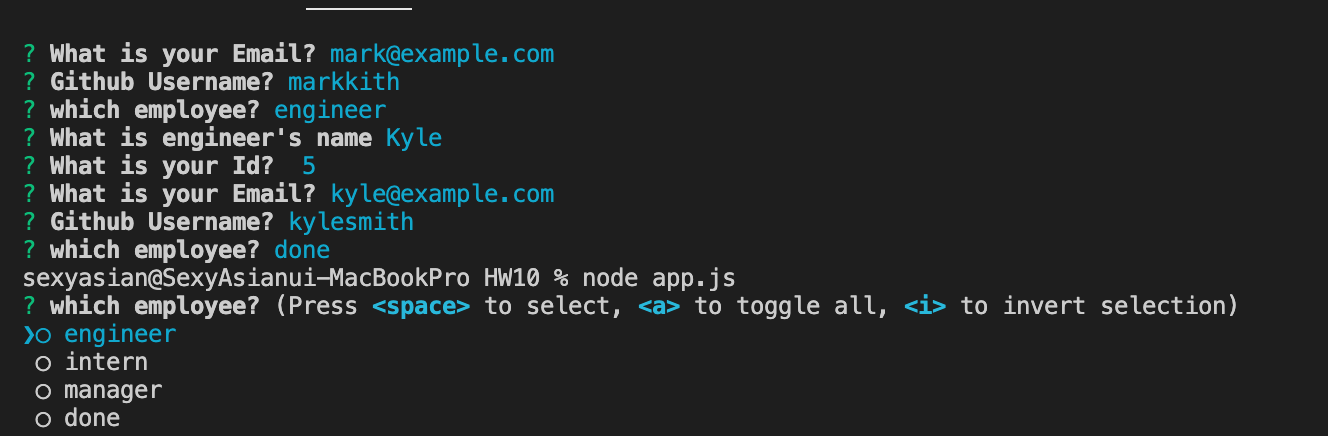 ? What is your Email? mark@example.com
? Github Username? markkith
? which employee? engineer
? What is engineer's name Kyle
? What is your Id?  5
? What is your Email? kyle@example.com
? Github Username? kylesmith
? which employee? done
sexyasian@SexyAsianui-MacBookPro HW10 % node app.js
? which employee? (Press <space> to select, <a> to toggle all, <i> to invert selection)
❯◯ engineer
 ◯ intern
 ◯ manager
 ◯ done